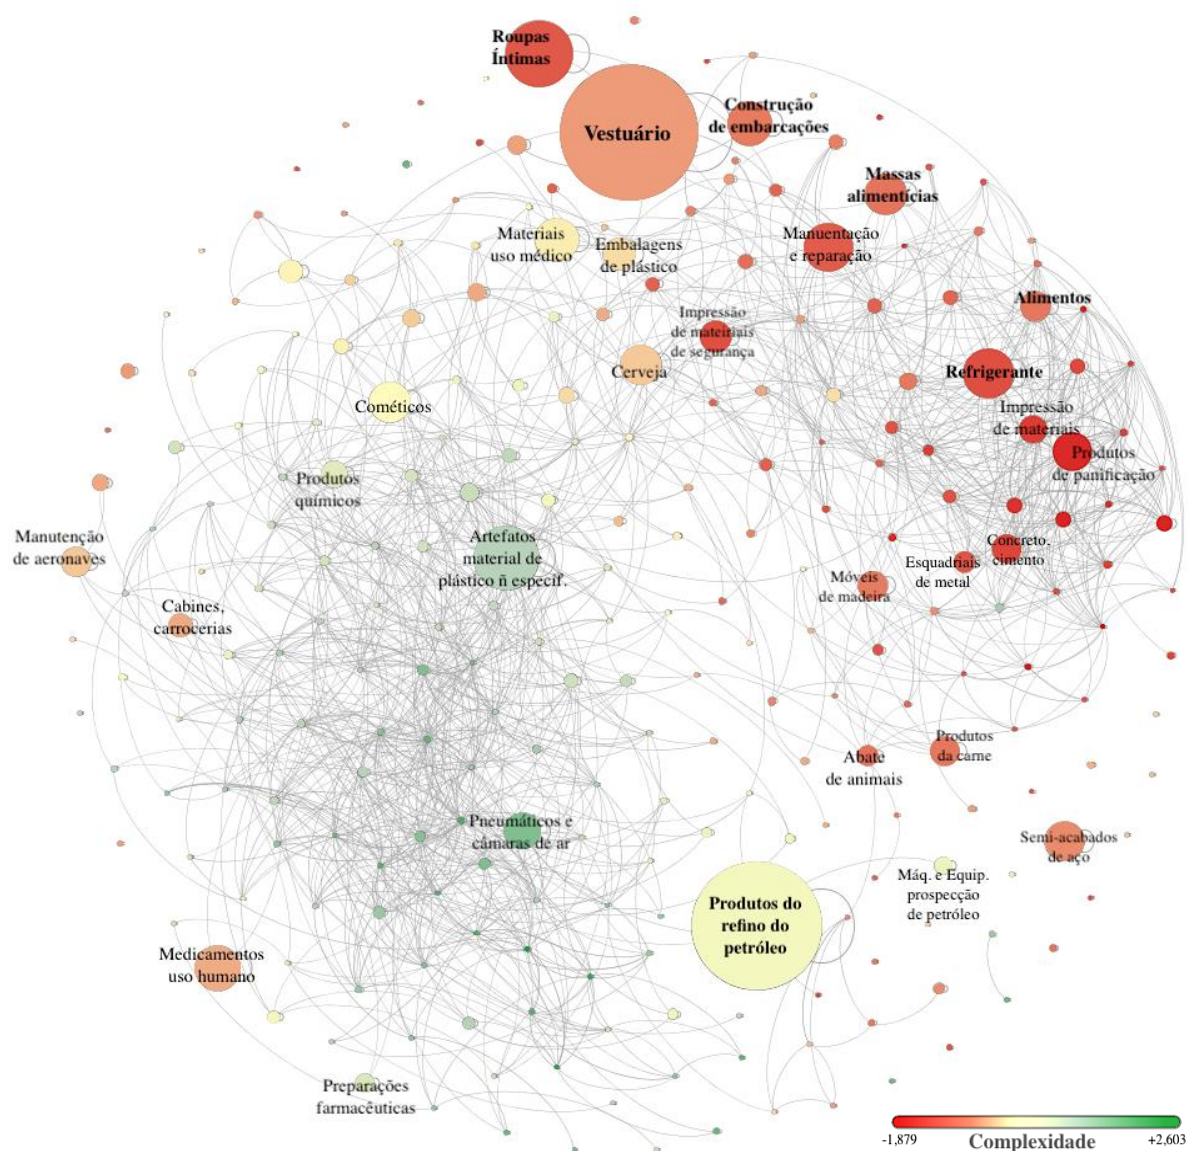 Roupas
Íntimas
Vestuário
Construção
de embarcações
Massas
alimentícias
Materiais
uso médico
Embalagens
de plástico
Manuentação
e reparação
Alimentos
Impressão
de mateiriais
de segurança
Cerveja
Refrigerante
Cométicos
Impressão
de materiais
Produtos
de panificação
Produtos
químicos
Manutenção
de aeronaves
Artefatos
material de
plástico ñ especif.
Concreto.
cimento
Esquadriais
de metal
Móveis
de madeira
Cabines,
carrocerias
Produtos
da carne
Abate
de animais
Pneumáticos e
câmaras de ar
Semi-acabados
de aço
Máq. e Equip.
prospecção
de petróleo
Produtos do
refino do
petróleo
Medicamentos
uso humano
Preparações
farmacêuticas
-1,879
Complexidade
+2,603